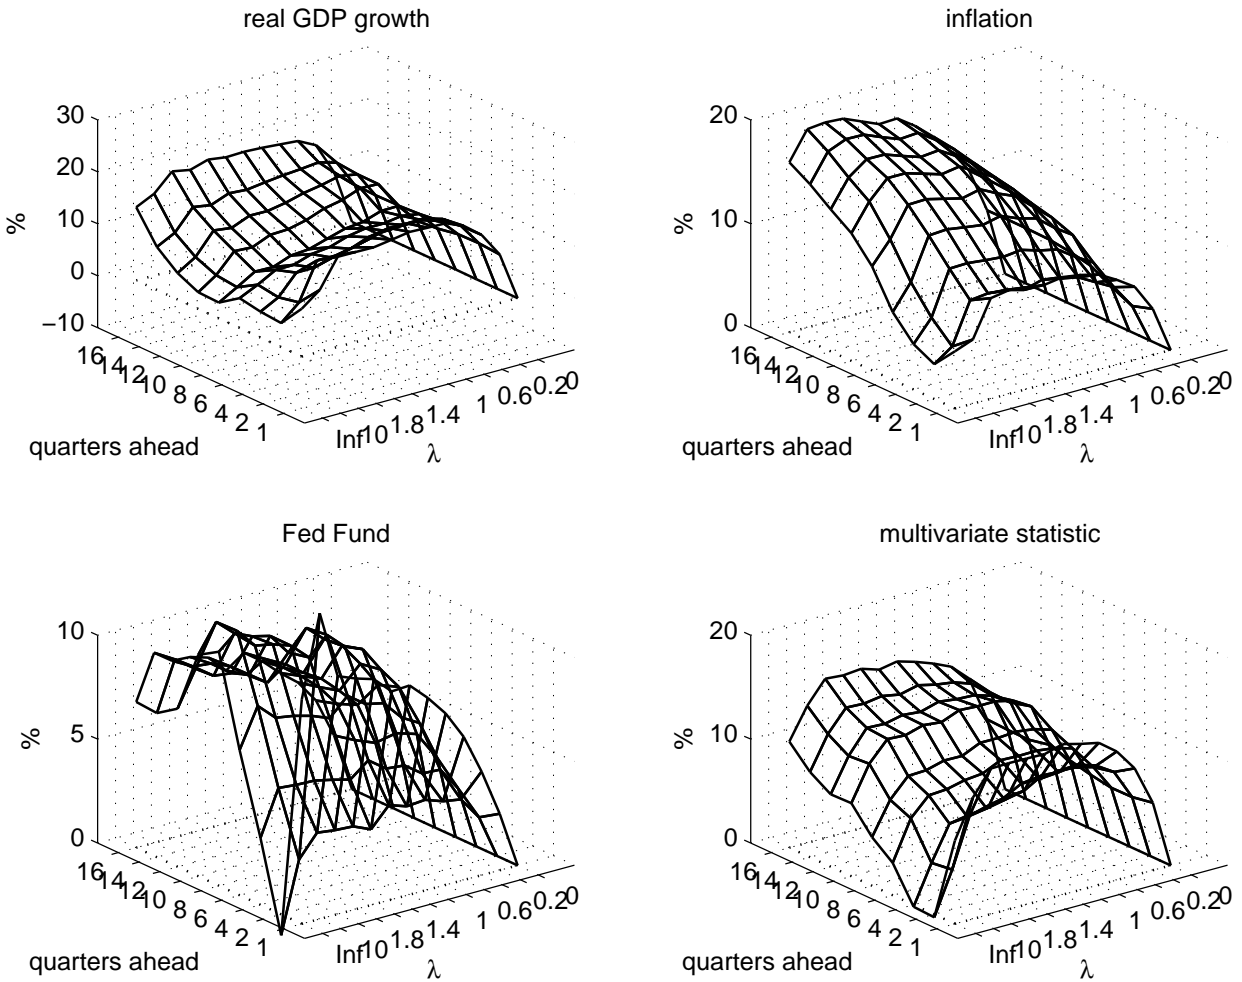 real GDP growth
30
20
10
0
−10
%
16 14 12 10 8 6 4 2 1
quarters ahead
Inf 10 1.8 1.4 1 0.6 0.2 0
λ
inflation
20
10
0
%
16 14 12 10 8 6 4 2 1
quarters ahead
Inf 10 1.8 1.4 1 0.6 0.2 0
λ
Fed Fund
10
5
0
%
16 14 12 10 8 6 4 2 1
quarters ahead
Inf 10 1.8 1.4 1 0.6 0.2 0
λ
multivariate statistic
20
10
0
%
16 14 12 10 8 6 4 2 1
quarters ahead
Inf 10 1.8 1.4 1 0.6 0.2 0
λ